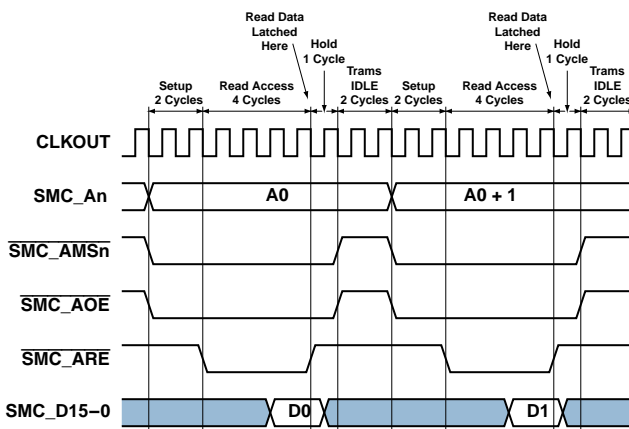 Read Data
Latched
Here
Hold
1 Cycle
Read Data
Latched
Here
Hold
1 Cycle
Setup
2 Cycles
Read Access
4 Cycles
Trams
IDLE
2 Cycles
Setup
2 Cycles
Read Access
4 Cycles
Trams
IDLE
2 Cycles
CLKOUT
SMC_An
A0
A0 + 1
SMC_AMSn
SMC_AOE
SMC_ARE
SMC_D15–0
D0
D1